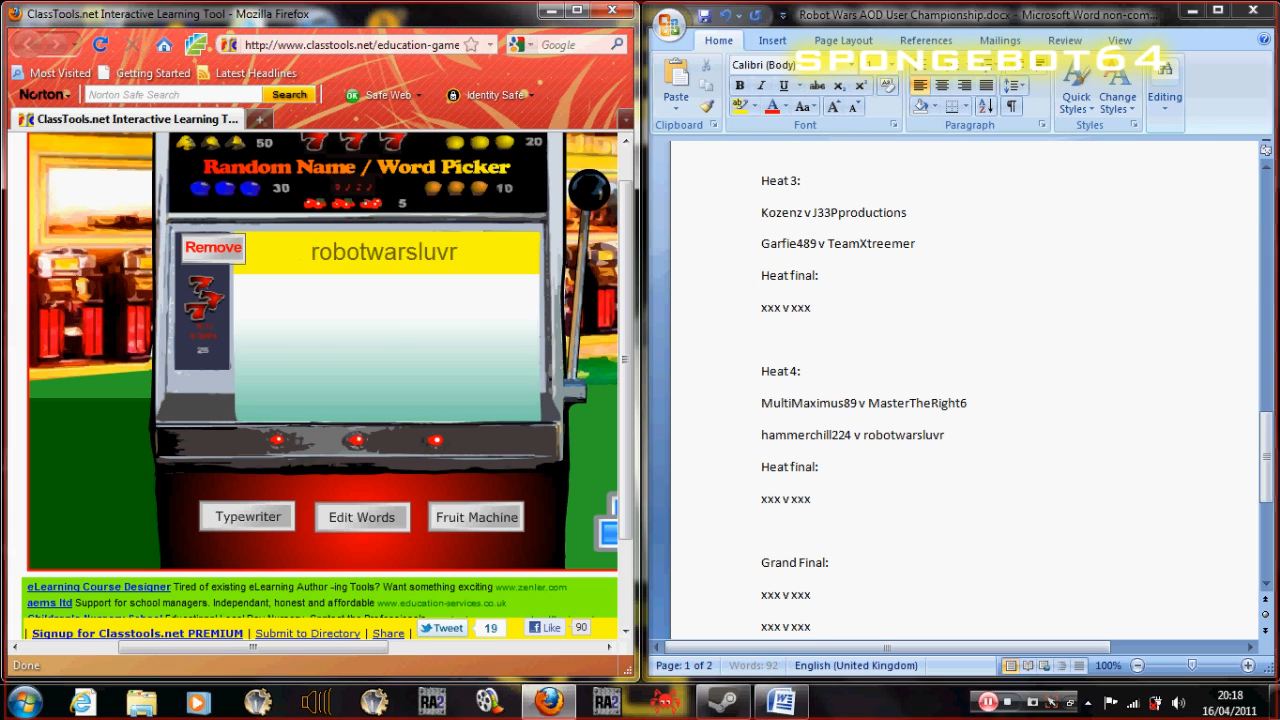 ClassTools.net Interactive Learning Tool - Mozilla Firefox
http://www.classtools.net/education-game
Google
Most Visited Getting Started Latest Headlines
Norton Norton Safe Search Search Safe Web Identity Safe
ClassTools.net Interactive Learning T...
50 20
Random Name / Word Picker
30 10
5
Remove robotwarsluvr
25
Typewriter Edit Words Fruit Machine
eLearning Course Designer Tired of existing eLearning Author -ing Tools? Want something exciting www.zenler.com
aems ltd Support for school managers. Independant, honest and affordable www.education-services.co.uk
| Signup for Classtools.net PREMIUM | Submit to Directory | Share | Tweet 19 Like 90
Done
Robot Wars AOD User Championship.docx - Microsoft Word non-com...
Home Insert Page Layout References Mailings Review View
SPONGEBOT64
Calibri (Body)
Paste
Quick Styles
Change Styles
Editing
Clipboard Font Paragraph Styles
Heat 3:
Kozenz v J33Pproductions
Garfie489 v TeamXtreemer
Heat final:
xxx v xxx
Heat 4:
MultiMaximus89 v MasterTheRight6
hammerchill224 v robotwarsluvr
Heat final:
xxx v xxx
Grand Final:
xxx v xxx
xxx v xxx
Page: 1 of 2 Words: 92 English (United Kingdom) 100%
RA2 RA2
20:18
16/04/2011